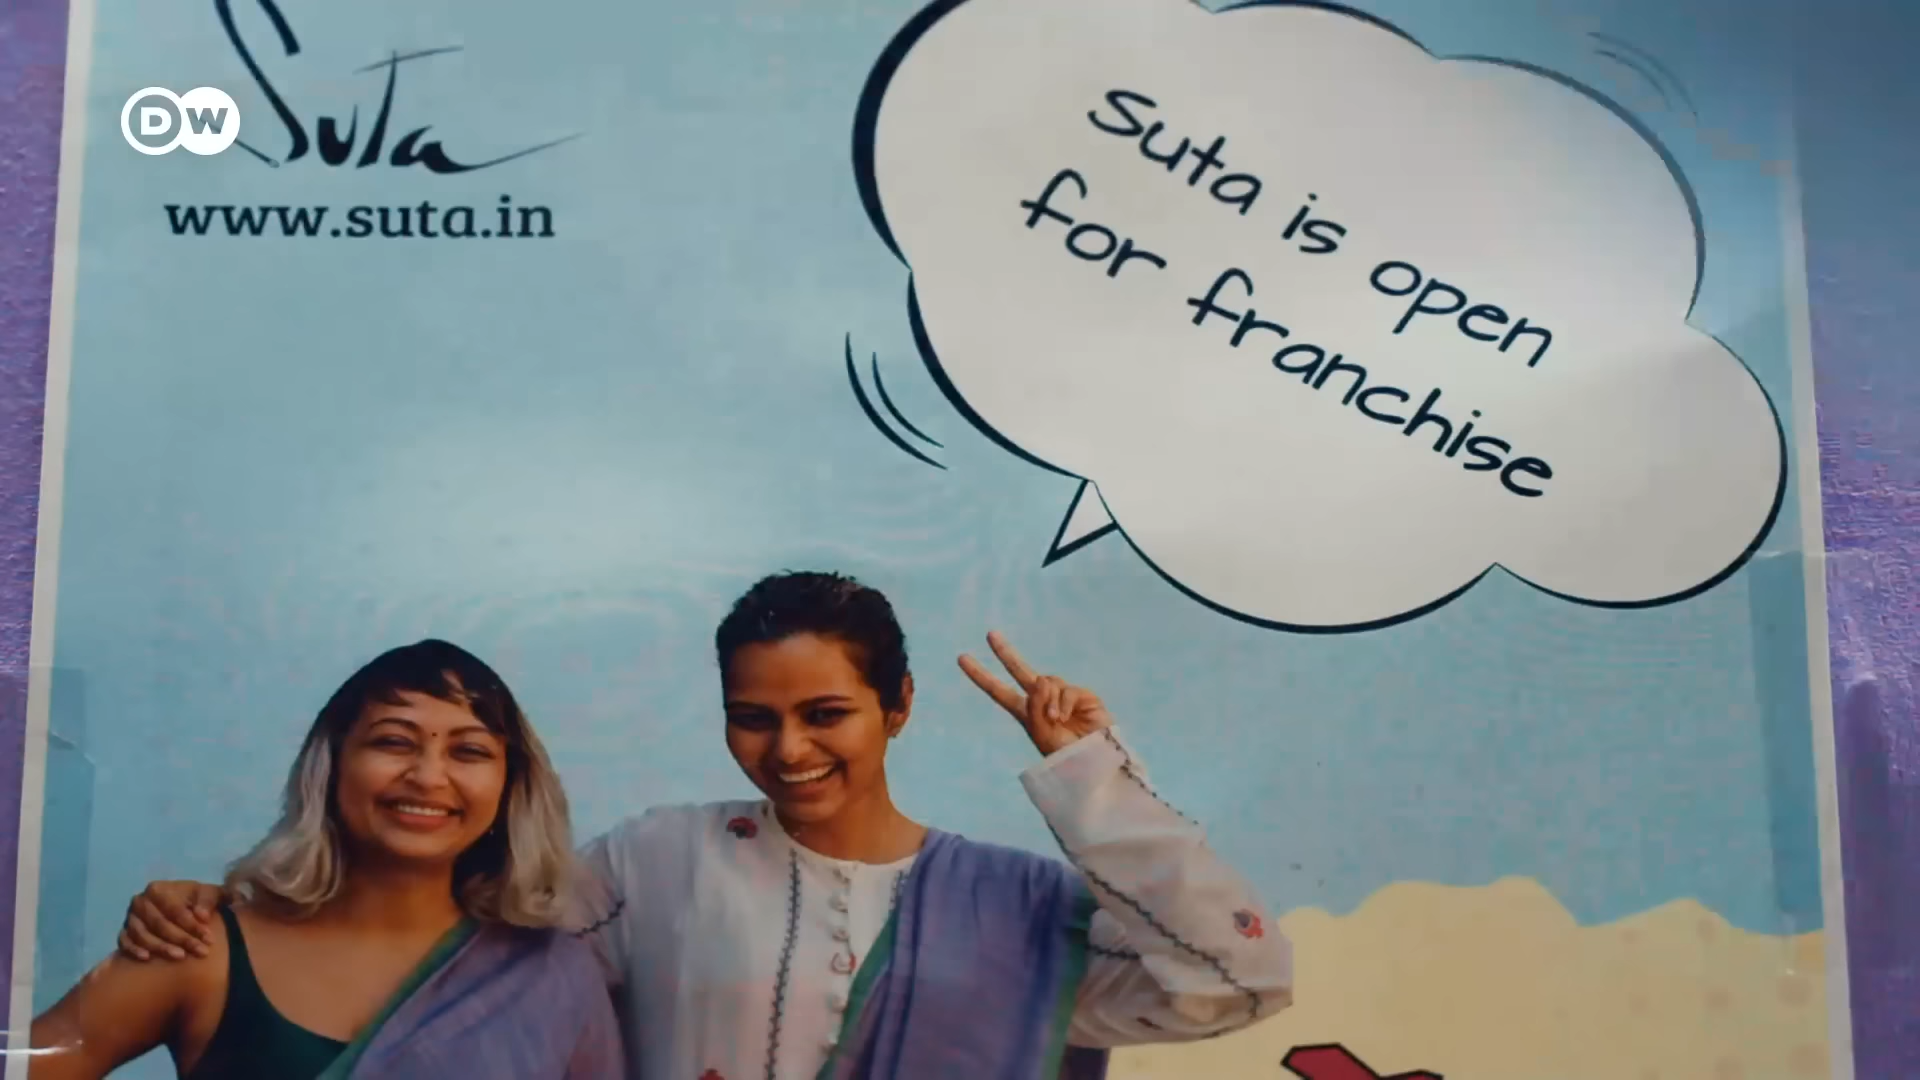 Suta
DW
www.suta.in
Suta is open
for franchise